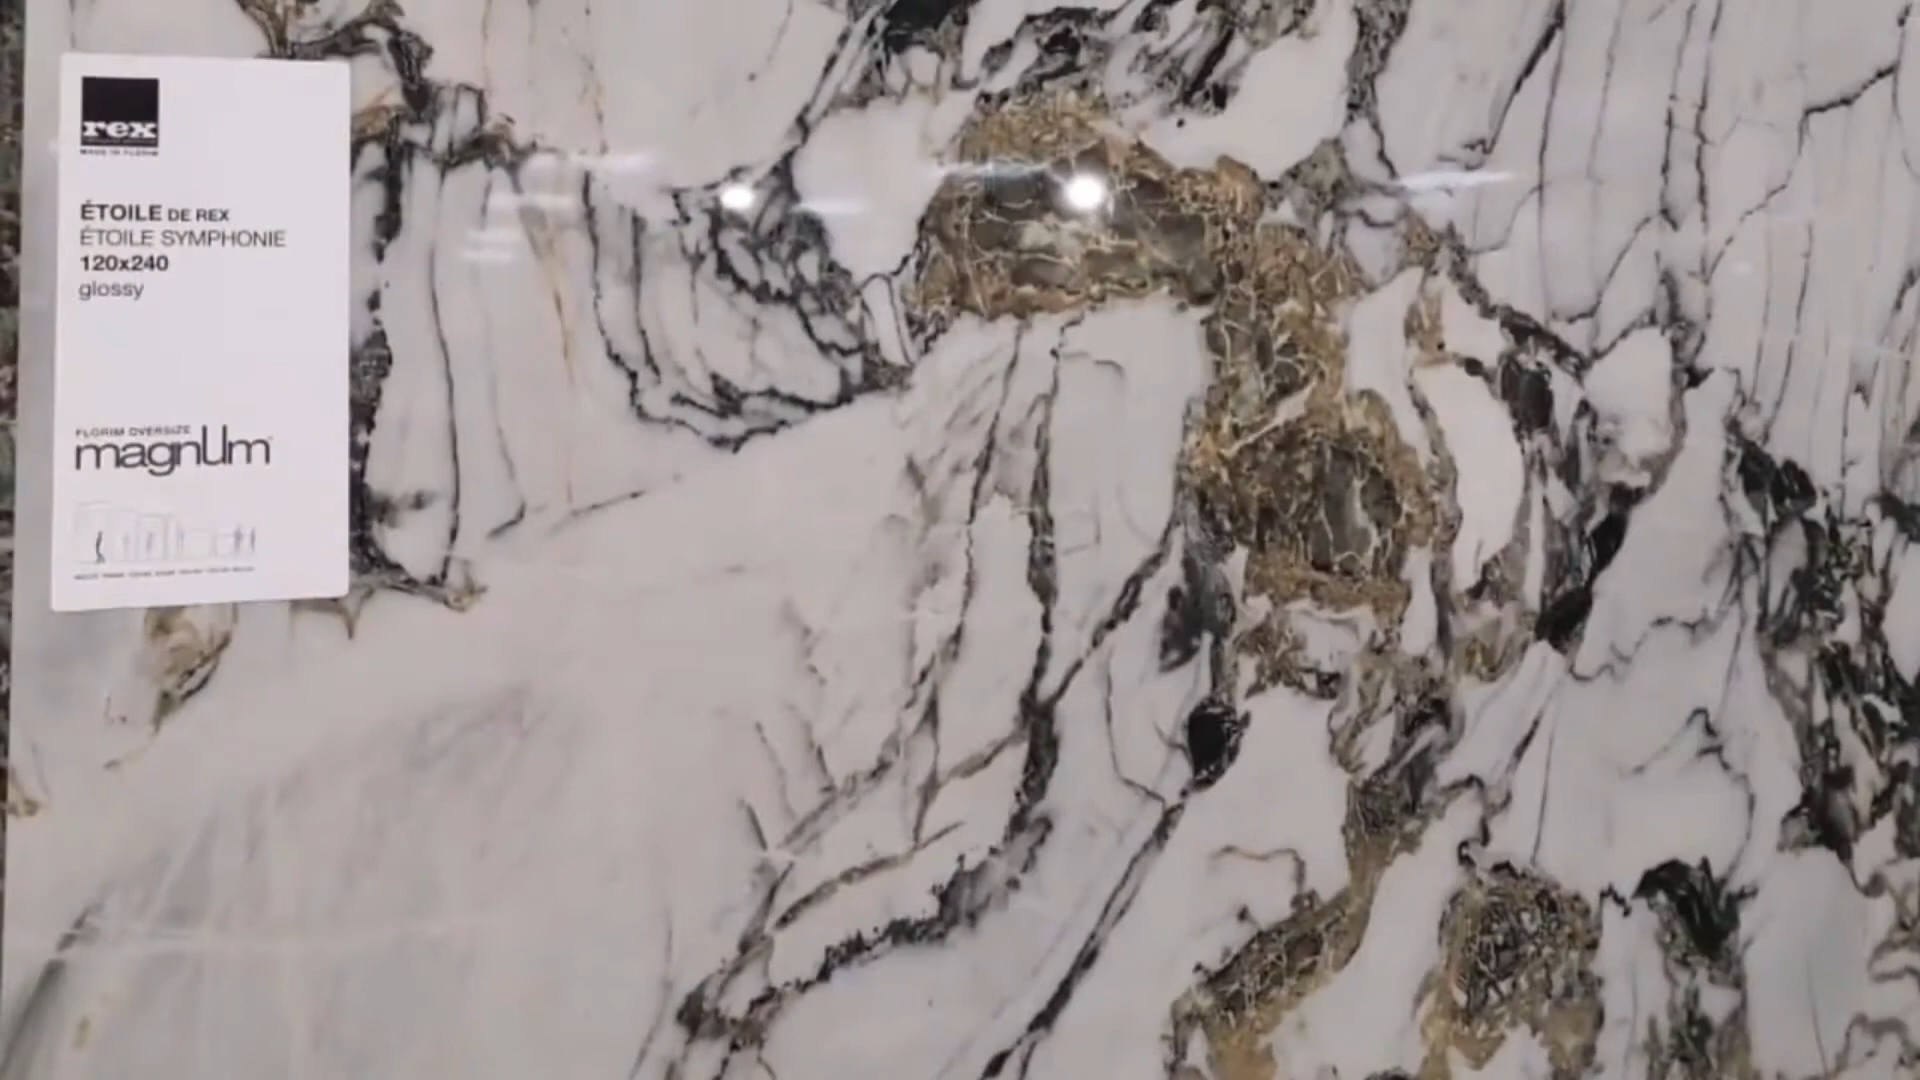 rex
MADE IN FLORIM
ÉTOILE DE REX
ÉTOILE SYMPHONIE
120x240
glossy
FLORIM OVERSIZE
magnUm